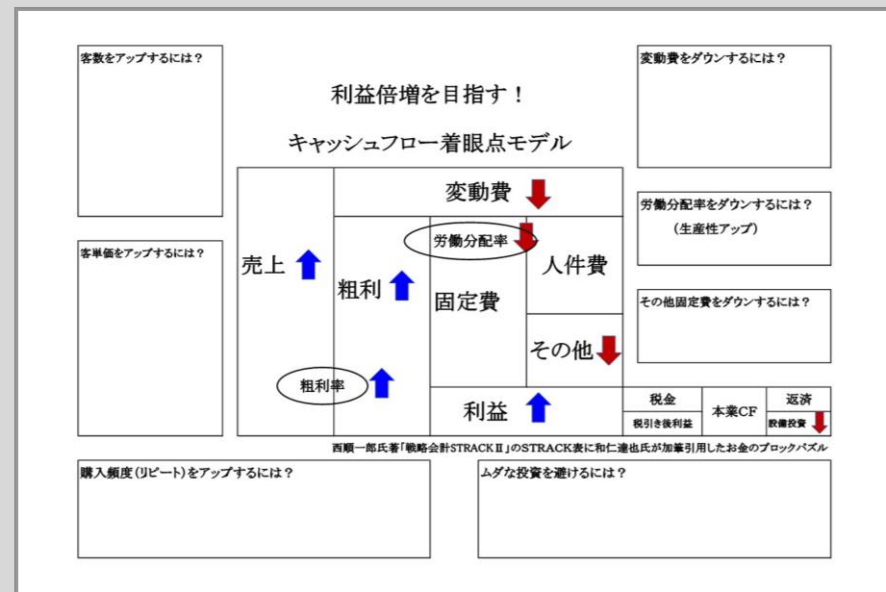 客数をアップするには?
変動費をダウンするには?
利益倍増を目指す!
キャッシュフロー着眼点モデル
変動費
労働分配率をダウンするには?
(生産性アップ)
客単価をアップするには?
売上
粗利
労働分配率
固定費
人件費
その他固定費をダウンするには?
その他
粗利率
利益
税金
税引き後利益
本業CF
返済
設備投資
西順一郎氏著「戦略会計STRACKⅡ」のSTRACK表に和仁達也氏が加筆引用したお金のブロックパズル
購入頻度(リピート)をアップするには?
ムダな投資を避けるには?